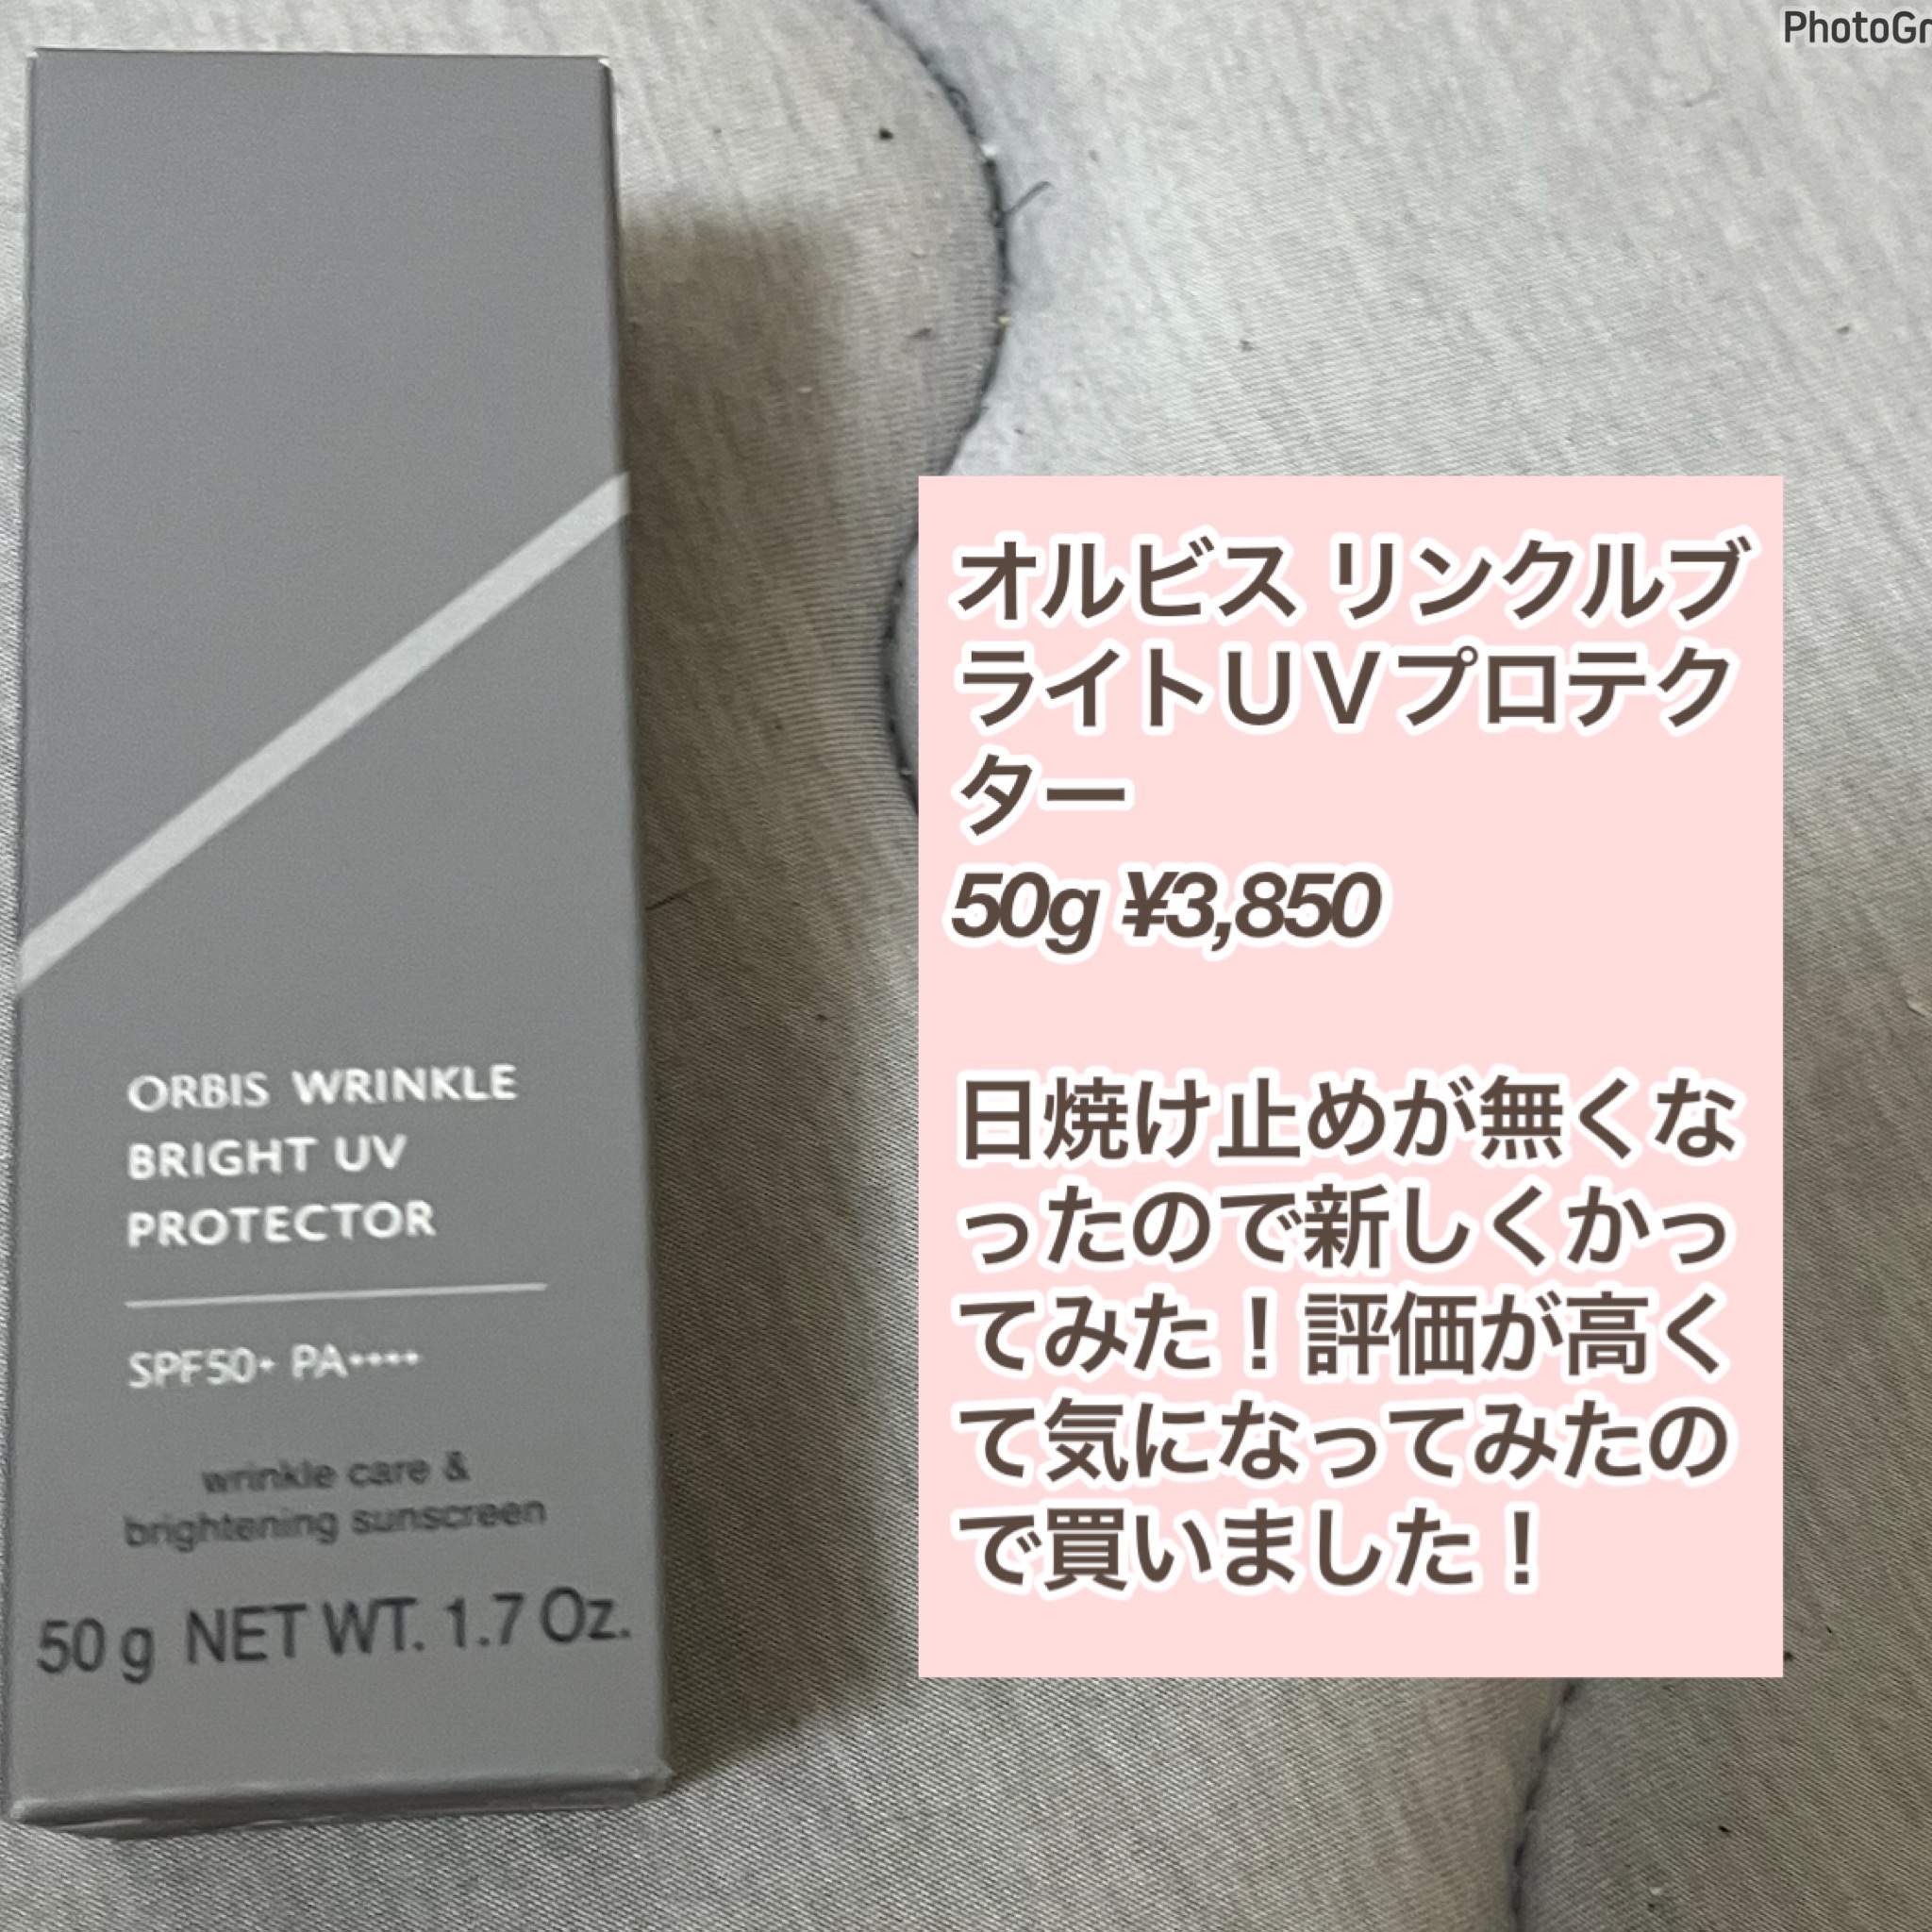 PhotoGr
オルビス リンクルブ
ライトＵＶプロテク
ター
50g ¥3,850
日焼け止めが無くな
ったので新しくかっ
てみた！評価が高く
て気になってみたの
で買いました！
ORBIS WRINKLE
BRIGHT UV
PROTECTOR
SPF50+ PA++++
wrinkle care &
brightening sunscreen
50 g NET WT. 1.7 Oz.